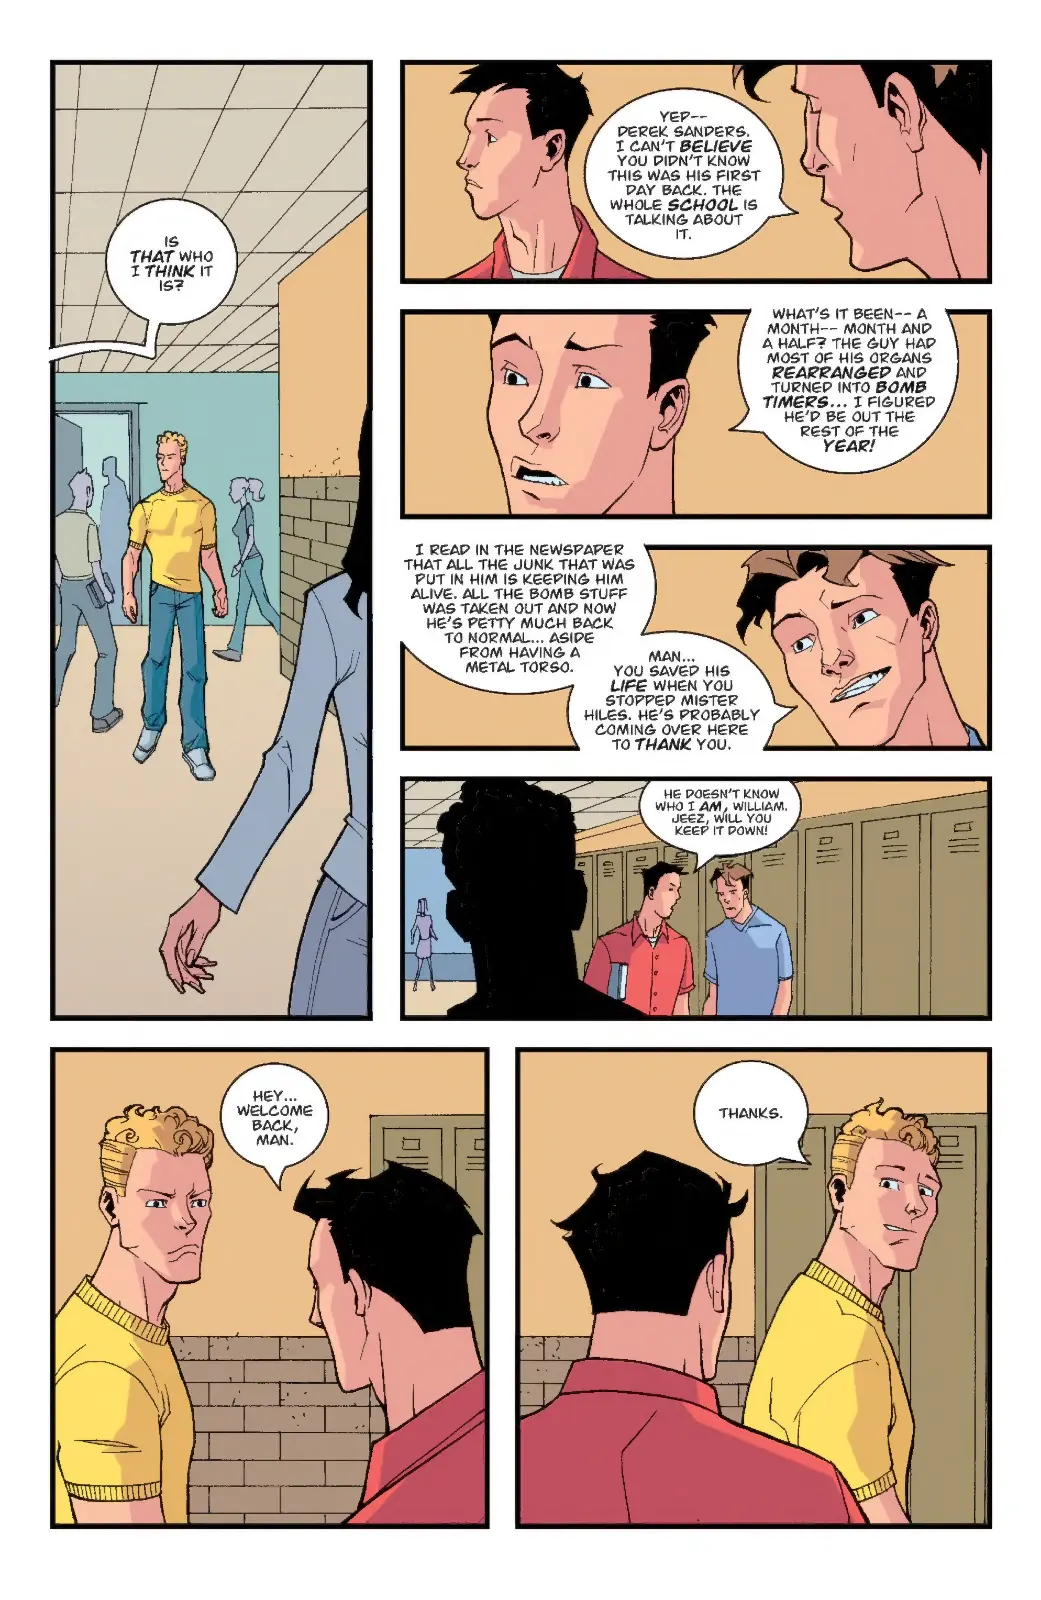 IS
THAT WHO
I THINK IT
IS?
YEP--
DEREK SANDERS.
I CAN'T BELIEVE
YOU DIDN'T KNOW
THIS WAS HIS FIRST
DAY BACK. THE
WHOLE SCHOOL IS
TALKING ABOUT
IT.
WHAT'S IT BEEN-- A
MONTH-- MONTH AND
A HALF? THE GUY HAD
MOST OF HIS ORGANS
REARRANGED AND
TURNED INTO BOMB
TIMERS... I FIGURED
HE'D BE OUT THE
REST OF THE
YEAR!
I READ IN THE NEWSPAPER
THAT ALL THE JUNK THAT WAS
PUT IN HIM IS KEEPING HIM
ALIVE. ALL THE BOMB STUFF
WAS TAKEN OUT AND NOW
HE'S PETTY MUCH BACK
TO NORMAL... ASIDE
FROM HAVING A
METAL TORSO.
MAN...
YOU SAVED HIS
LIFE WHEN YOU
STOPPED MISTER
HILES. HE'S PROBABLY
COMING OVER HERE
TO THANK YOU.
HE DOESN'T KNOW
WHO I AM, WILLIAM.
JEEZ, WILL YOU
KEEP IT DOWN!
HEY...
WELCOME
BACK,
MAN.
THANKS.